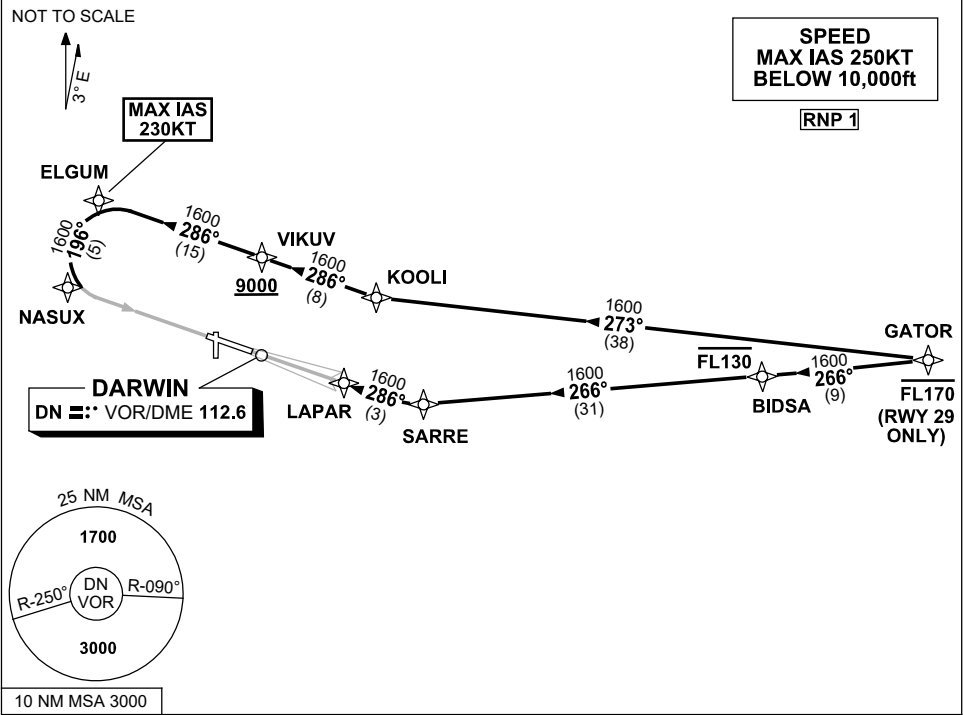 NOT TO SCALE
3° E
SPEED
MAX IAS 250KT
BELOW 10,000ft
RNP 1
MAX IAS
230KT
ELGUM
1600
286°
(15)
VIKUV
9000
1600
286°
(8)
KOOLI
1600
196°
(5)
NASUX
1600
273°
(38)
GATOR
FL170
(RWY 29
ONLY)
FL130
1600
266°
(9)
BIDSA
1600
266°
(31)
SARRE
1600
286°
(3)
LAPAR
DARWIN
DN VOR/DME 112.6
25 NM MSA
1700
R-250°
DN
VOR
R-090°
3000
10 NM MSA 3000